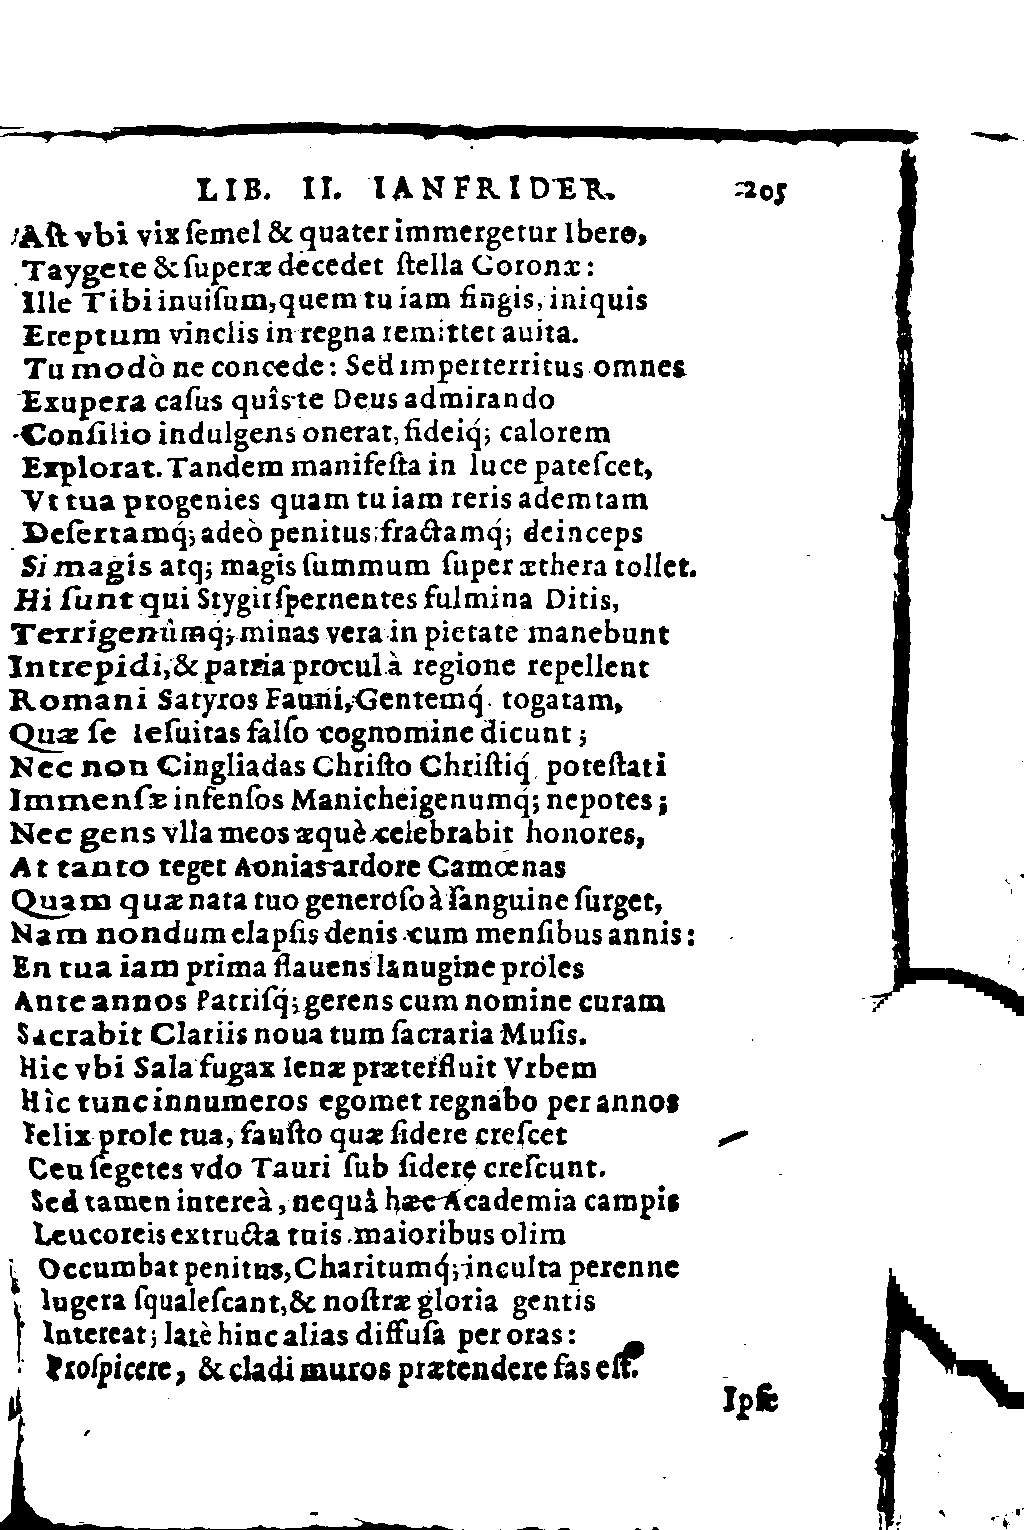 LIB. II. IANFRIDER. 205
Aſt vbi vix ſemel & quater immergetur Ibero,
Taygete & ſuperæ decedet ſtella Coronæ:
Ille Tibi inuiſum, quem tu iam fingis, iniquis
Ereptum vinclis in regna remittet auita.
Tu modò ne concede: Sed imperterritus omnes
Exupera caſus quîs te Deus admirando
Conſilio indulgens onerat, fideiq́; calorem
Explorat. Tandem manifeſta in luce pateſcet,
Vt tua progenies quam tu iam reris ademtam
Deſertamq́; adeò penitus fractamq́; deinceps
Si magis atq; magis ſummum ſuper æthera tollet.
Hi ſunt qui Stygii ſpernentes fulmina Ditis,
Terrigenûmq́; minas vera in pietate manebunt
Intrepidi, & patria procul à regione repellent
Romani Satyros Fauni, Gentemq́. togatam,
Quæ ſe Ieſuitas falſo cognomine dicunt;
Nec non Cingliadas Chriſto Chriſtiq́ poteſtati
Immenſæ infenſos Manicheigenumq́; nepotes;
Nec gens vlla meos æquè celebrabit honores,
At tanto teget Aonias ardore Camœnas
Quam quæ nata tuo generoſo à ſanguine ſurget,
Nam nondum elapſis denis cum menſibus annis:
En tua iam prima flauens lanugine proles
Ante annos Patriſq́; gerens cum nomine curam
Sacrabit Clariis noua tum ſacraria Muſis.
Hic vbi Sala fugax Ienæ præterfluit Vrbem
Hìc tunc innumeros egomet regnabo per annos
Felix prole tua, fauſto quæ ſidere creſcet
Ceu ſegetes vdo Tauri ſub ſidere creſcunt.
Sed tamen intereà, nequâ hæc Academia campis
Leucoreis extructa tuis maioribus olim
Occumbat penitus, Charitumq́; inculta perenne
Iugera ſqualeſcant, & noſtræ gloria gentis
Intereat; latè hinc alias diffuſa per oras:
Proſpicere, & cladi muros prætendere fas eſt.
Ipſe